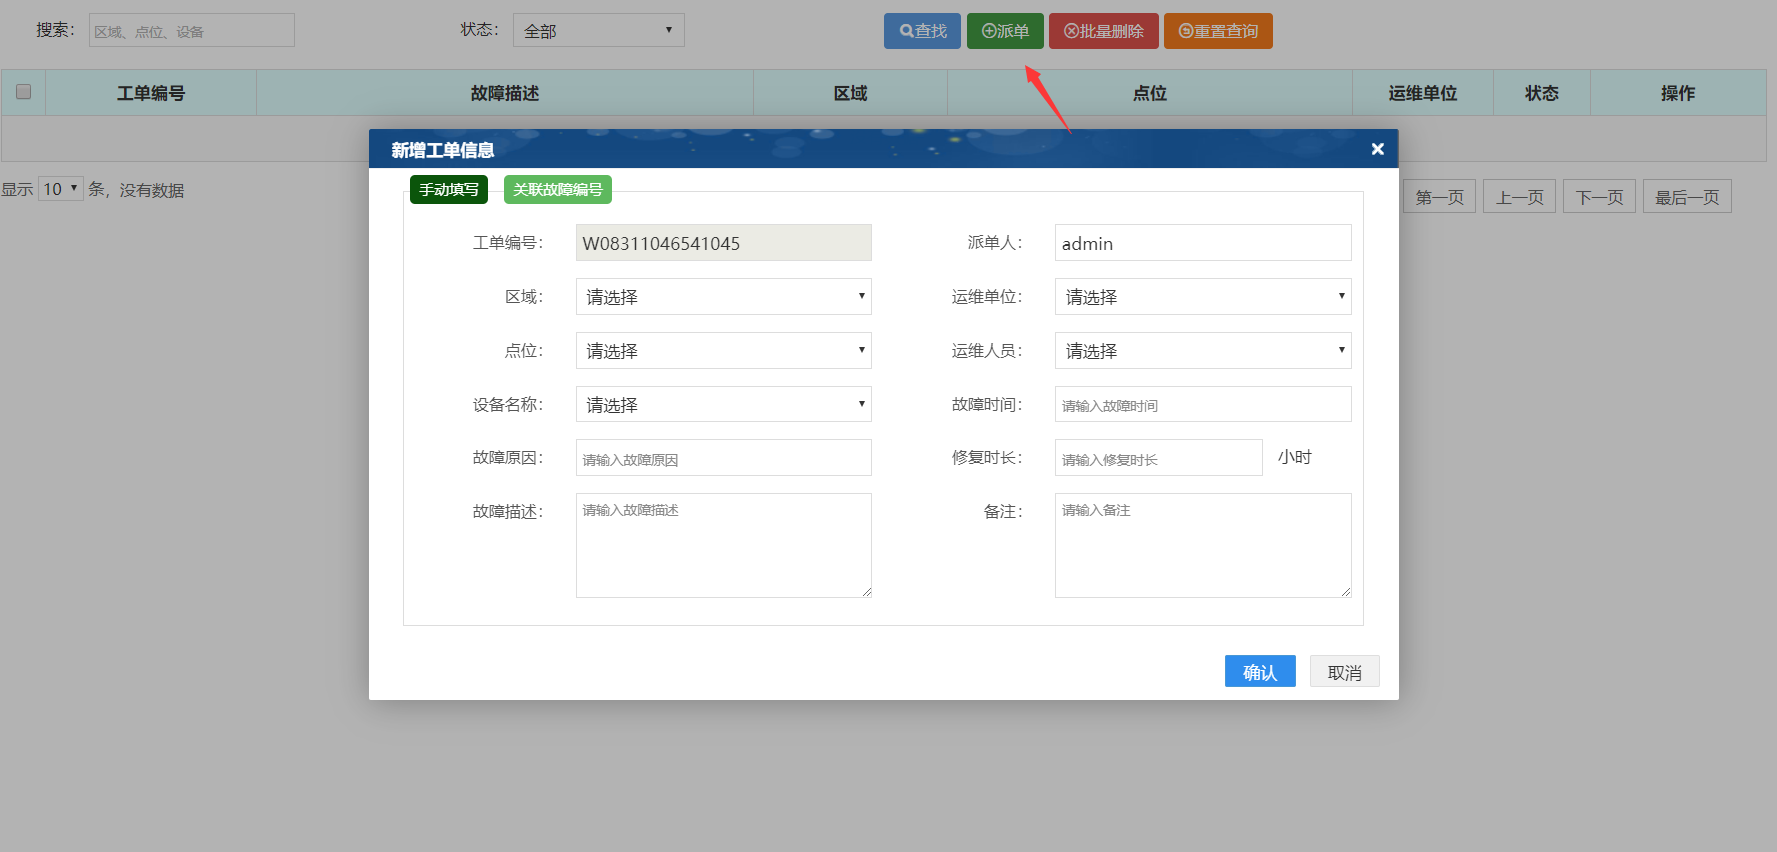 搜索： 区域、点位、设备 状态： 全部 查找 派单 批量删除 重置查询
工单编号 故障描述 区域 点位 运维单位 状态 操作
显示 10 条，没有数据 第一页 上一页 下一页 最后一页
新增工单信息
手动填写 关联故障编号
工单编号： W08311046541045 派单人： admin
区域： 请选择 运维单位： 请选择
点位： 请选择 运维人员： 请选择
设备名称： 请选择 故障时间： 请输入故障时间
故障原因： 请输入故障原因 修复时长： 请输入修复时长 小时
故障描述： 请输入故障描述 备注： 请输入备注
确认 取消